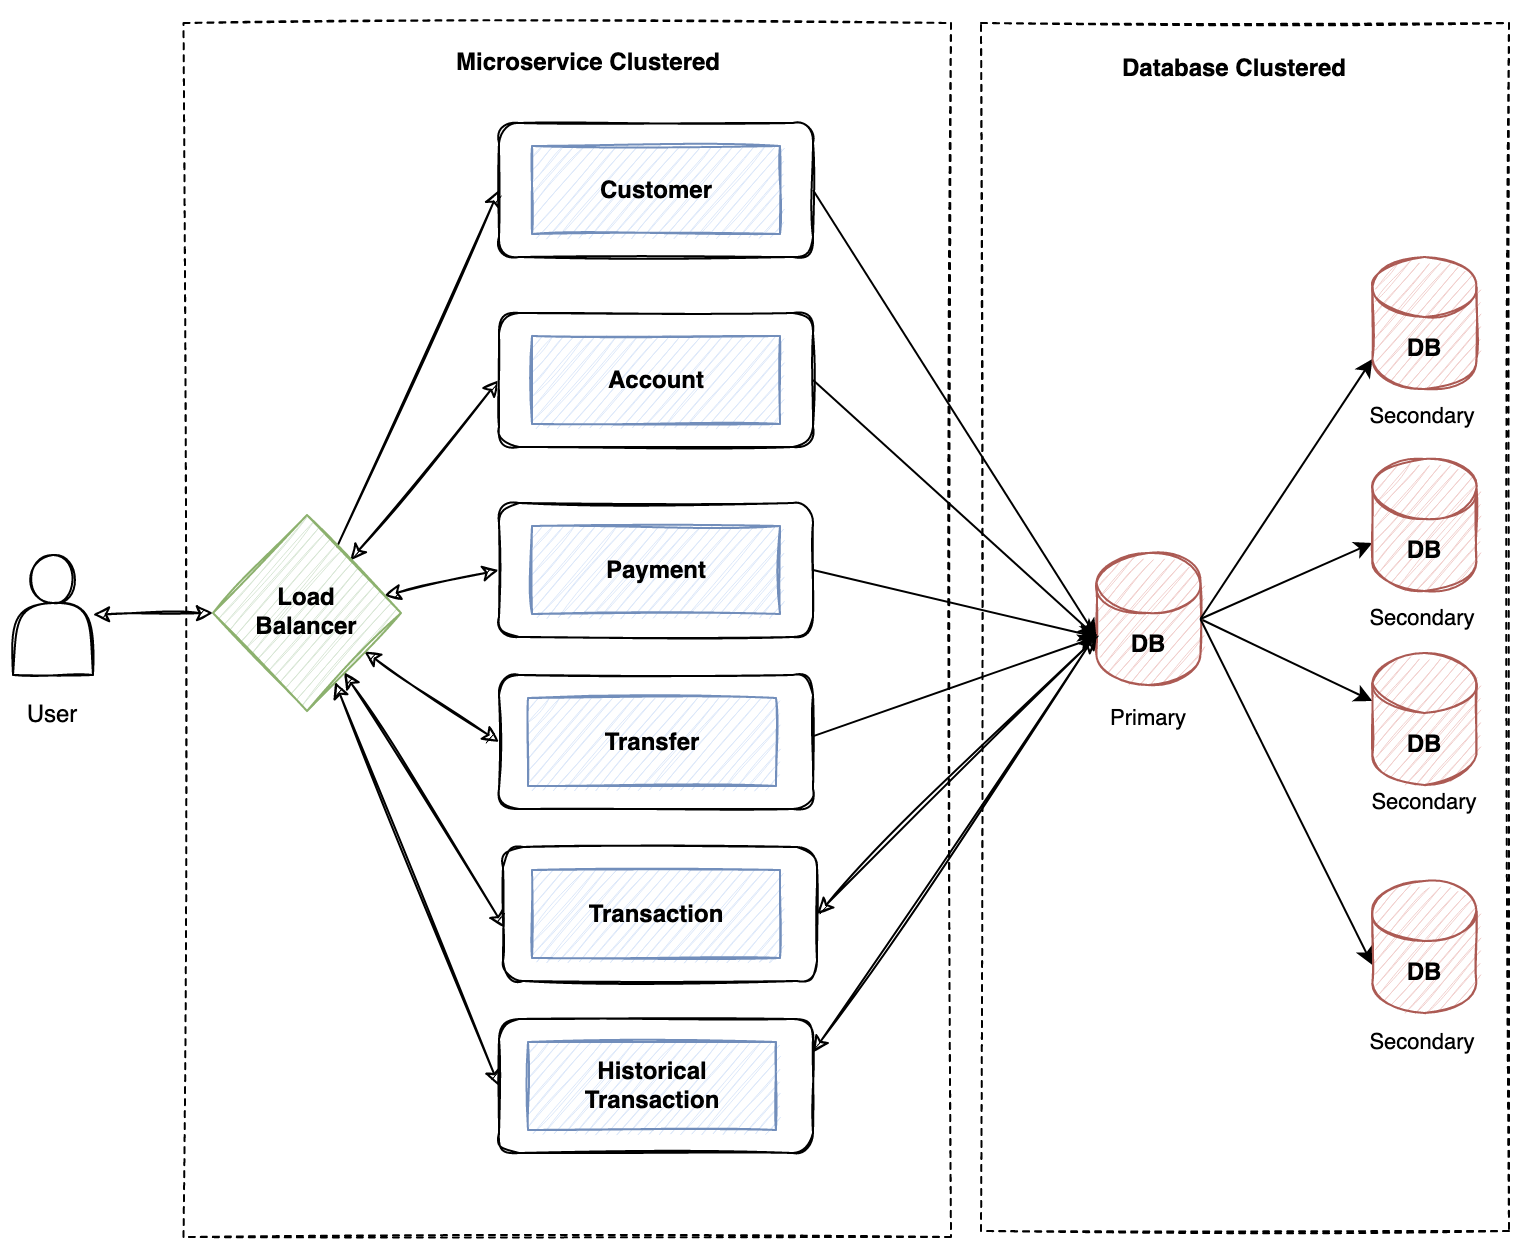 Microservice Clustered
Database Clustered
Customer
Account
Payment
Transfer
Transaction
Historical
Transaction
Load
Balancer
User
DB
Primary
DB
Secondary
DB
Secondary
DB
Secondary
DB
Secondary